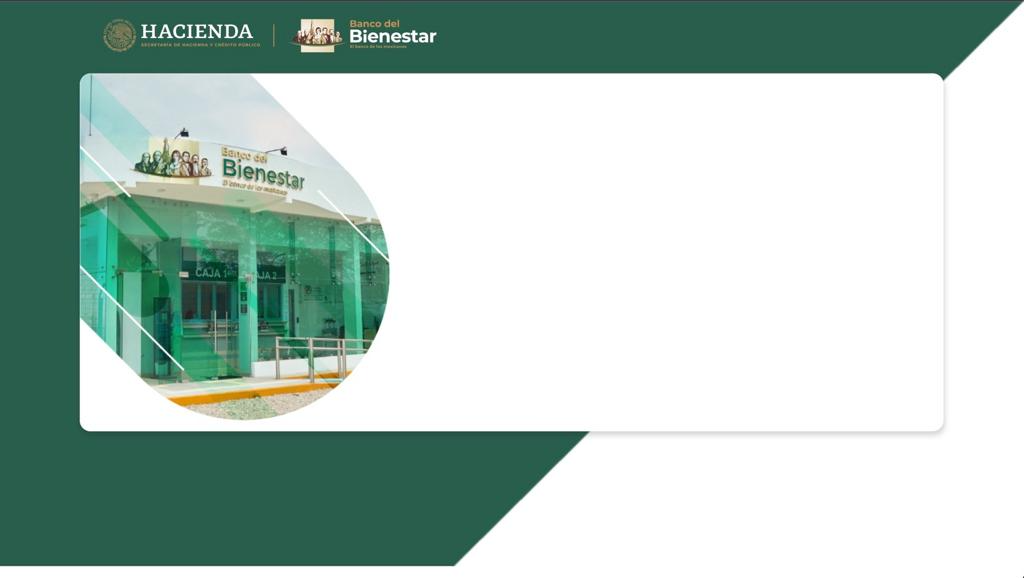 HACIENDA
SECRETARÍA DE HACIENDA Y CRÉDITO PÚBLICO
Banco del
Bienestar
El banco de los mexicanos
Banco del
Bienestar
El banco de los mexicanos
CAJA 1 CAJA 2